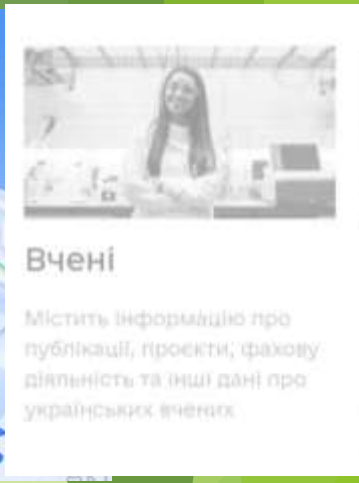 Вчені
Містить інформацію про
публікації, проєкти, фахову
діяльність та інші дані про
українських вчених